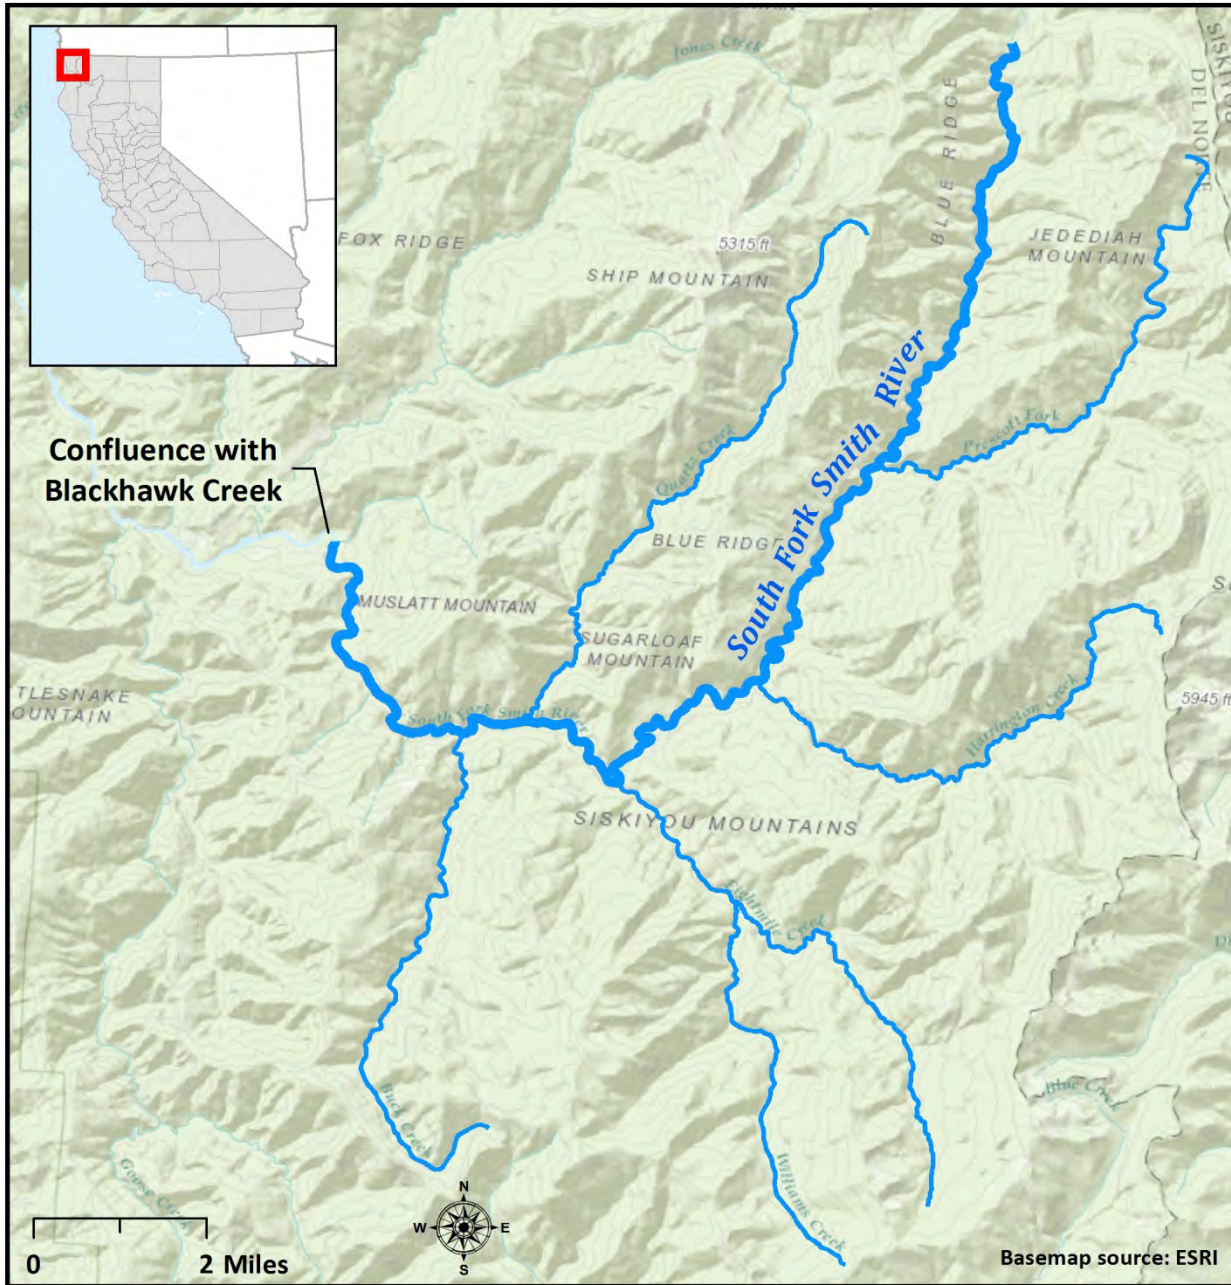 Jones Creek
SISKIYOU
DEL NORTE
BLUE RIDGE
FOX RIDGE
5315 ft
JEDEDIAH
MOUNTAIN
SHIP MOUNTAIN
South Fork Smith River
Prescott Fork
Quartz Creek
Confluence with
Blackhawk Creek
BLUE RIDGE
MUSLATT MOUNTAIN
SUGARLOAF
MOUNTAIN
TLESNAKE
OUNTAIN
South Fork Smith River
Harrington Creek
5945 ft
SISKIYOU MOUNTAINS
Eightmile Creek
Blue Creek
Buck Creek
Goose Creek
Williams Creek
N
W
E
S
0
2 Miles
Basemap source: ESRI